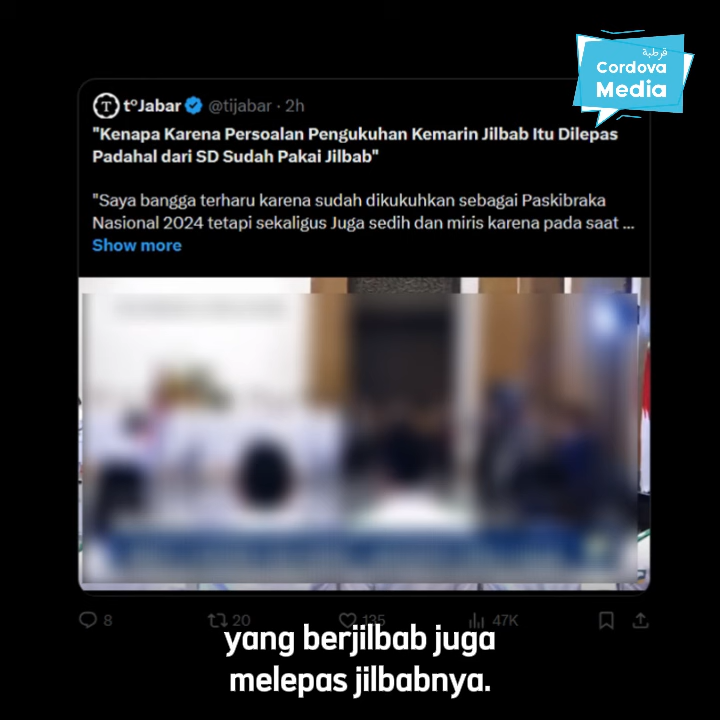 قرطبة
Cordova
Media
t°Jabar @tijabar · 2h
"Kenapa Karena Persoalan Pengukuhan Kemarin Jilbab Itu Dilepas
Padahal dari SD Sudah Pakai Jilbab"
"Saya bangga terharu karena sudah dikukuhkan sebagai Paskibraka
Nasional 2024 tetapi sekaligus Juga sedih dan miris karena pada saat ...
Show more
8 20 135 47K
yang berjilbab juga
melepas jilbabnya.